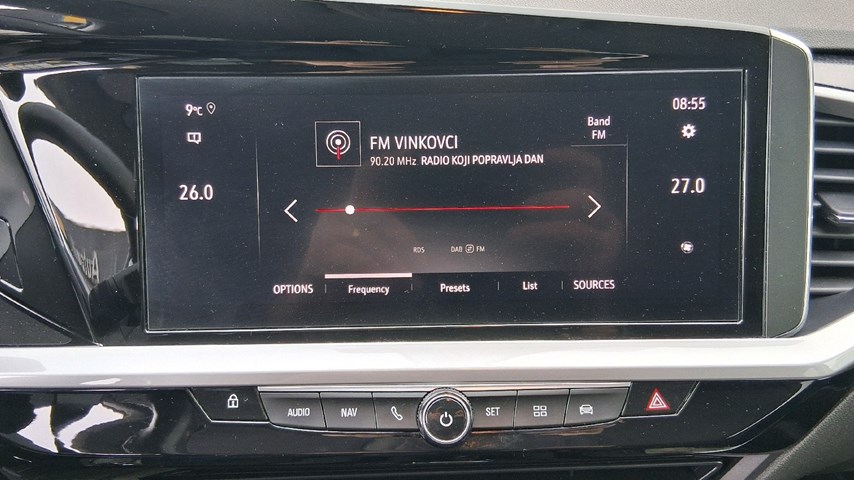 9°C
08:55
Band
FM
FM VINKOVCI
90.20 MHz RADIO KOJI POPRAVLJA DAN
26.0
27.0
RDS
DAB FM
OPTIONS
Frequency
Presets
List
SOURCES
AUDIO
NAV
SET